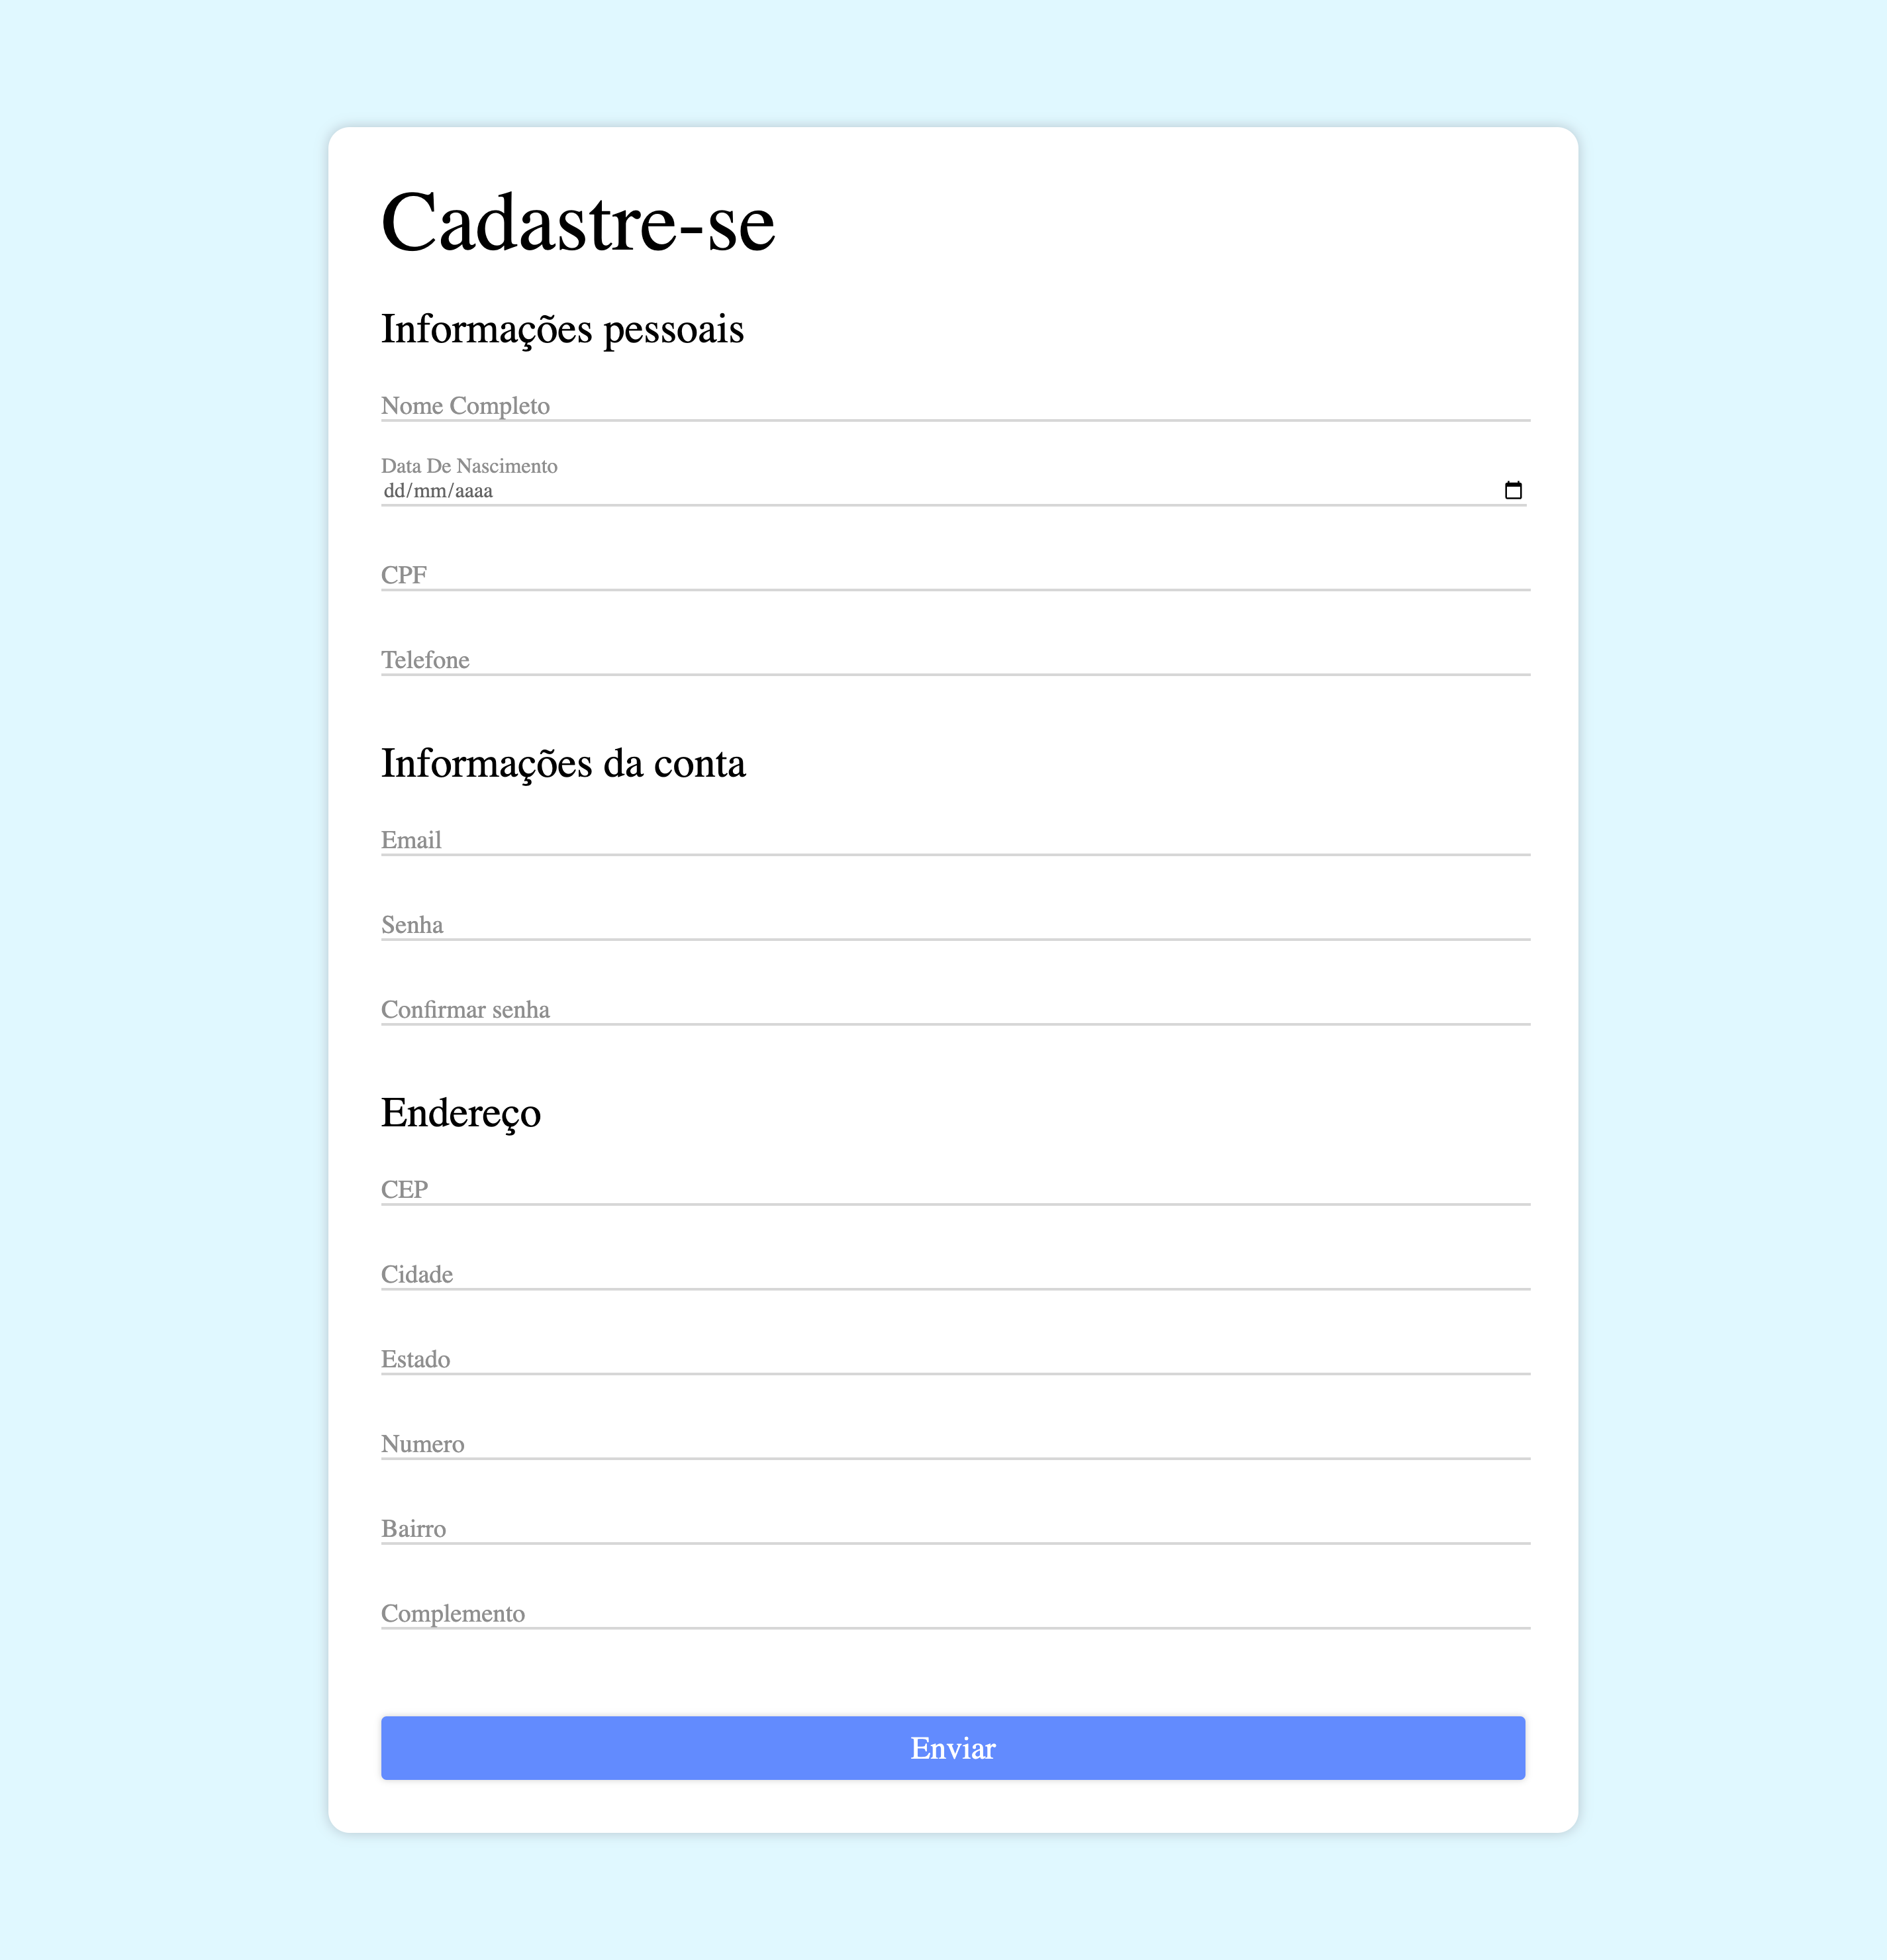 Cadastre-se
Informações pessoais
Nome Completo
Data De Nascimento
dd/mm/aaaa
CPF
Telefone
Informações da conta
Email
Senha
Confirmar senha
Endereço
CEP
Cidade
Estado
Numero
Bairro
Complemento
Enviar